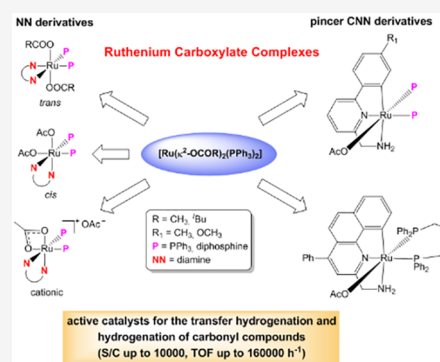 NN derivatives
pincer CNN derivatives
Ruthenium Carboxylate Complexes
RCOO
P
N
Ru
P
N
OOCR
trans
R₁
P
N
Ru
P
AcO
NH₂
AcO
P
AcO
Ru
P
N
N
cis
[Ru(κ²-OCOR)₂(PPh₃)₂]
⁺OAc⁻
O
P
O
Ru
P
N
N
cationic
R = CH₃, ᵗBu
R₁ = CH₃, OCH₃
P = PPh₃, diphosphine
NN = diamine
Ph₂
P
Ph
N
Ru
P
Ph₂
AcO
NH₂
active catalysts for the transfer hydrogenation and
hydrogenation of carbonyl compounds
(S/C up to 10000, TOF up to 160000 h⁻¹)